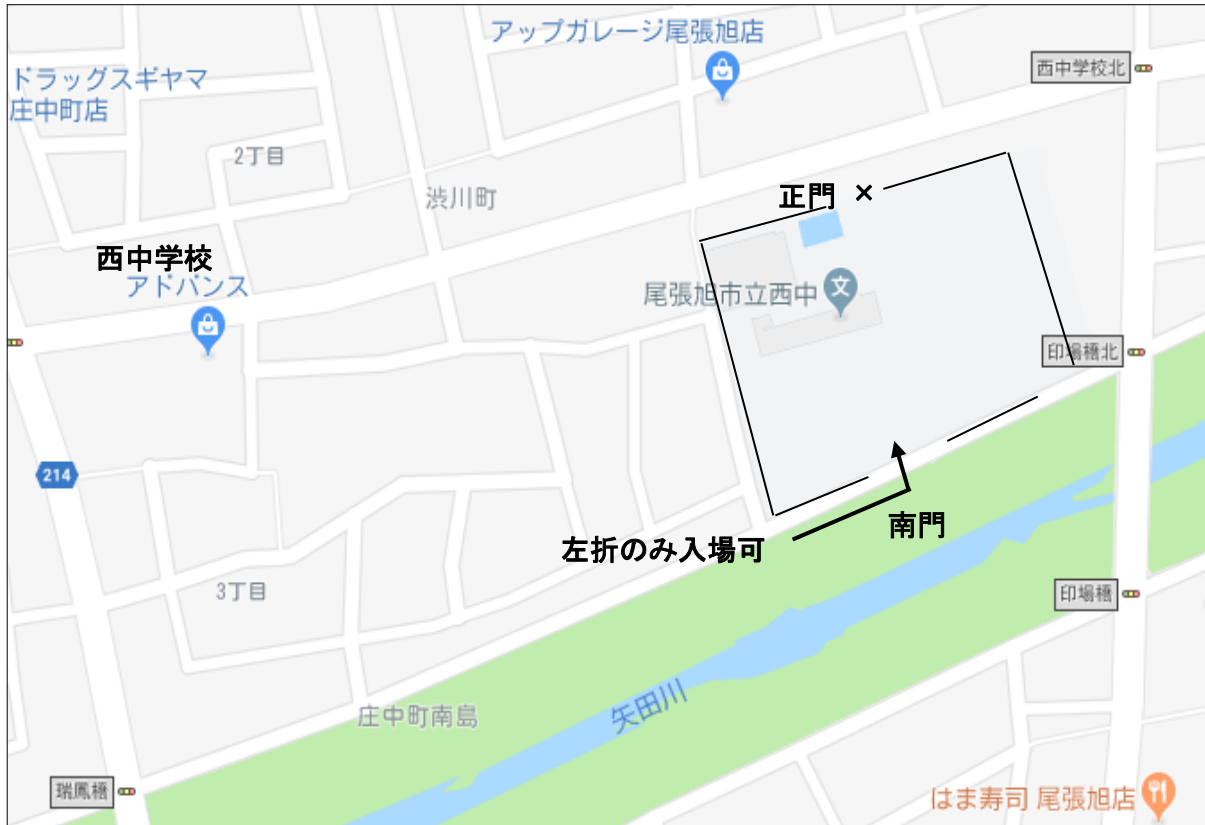 アップガレージ尾張旭店
西中学校北
ドラッグスギヤマ
庄中町店
2丁目
渋川町
正門 ×
西中学校
アドバンス
尾張旭市立西中
文
印場橋北
214
南門
左折のみ入場可
3丁目
印場橋
矢田川
庄中町南島
瑞鳳橋
はま寿司 尾張旭店